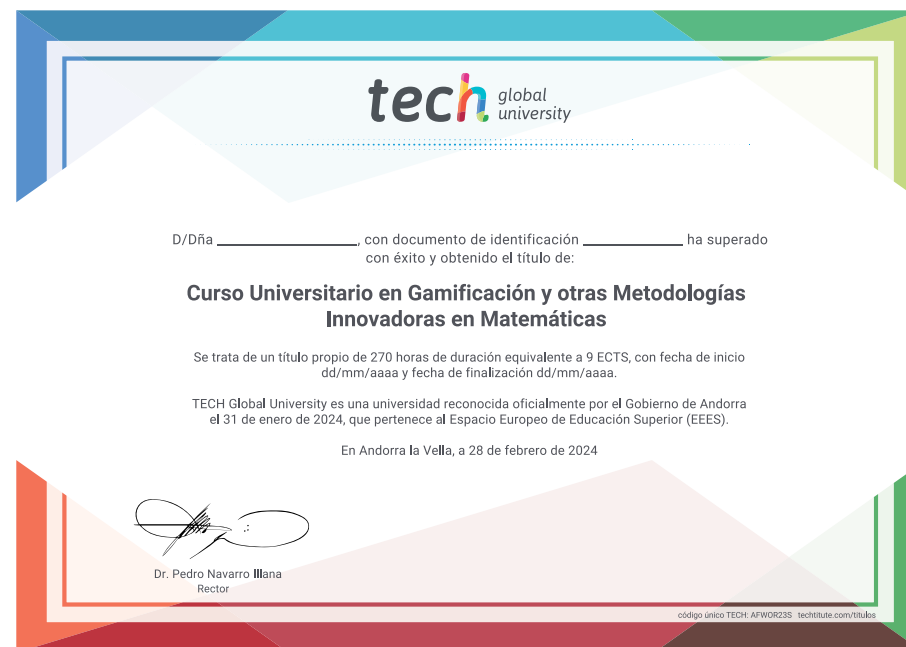 tech global university
D/Dña ____________________, con documento de identificación ______________ ha superado
con éxito y obtenido el título de:
Curso Universitario en Gamificación y otras Metodologías
Innovadoras en Matemáticas
Se trata de un título propio de 270 horas de duración equivalente a 9 ECTS, con fecha de inicio
dd/mm/aaaa y fecha de finalización dd/mm/aaaa.
TECH Global University es una universidad reconocida oficialmente por el Gobierno de Andorra
el 31 de enero de 2024, que pertenece al Espacio Europeo de Educación Superior (EEES).
En Andorra la Vella, a 28 de febrero de 2024
Dr. Pedro Navarro Illana
Rector
código único TECH: AFWOR23S techtitute.com/titulos